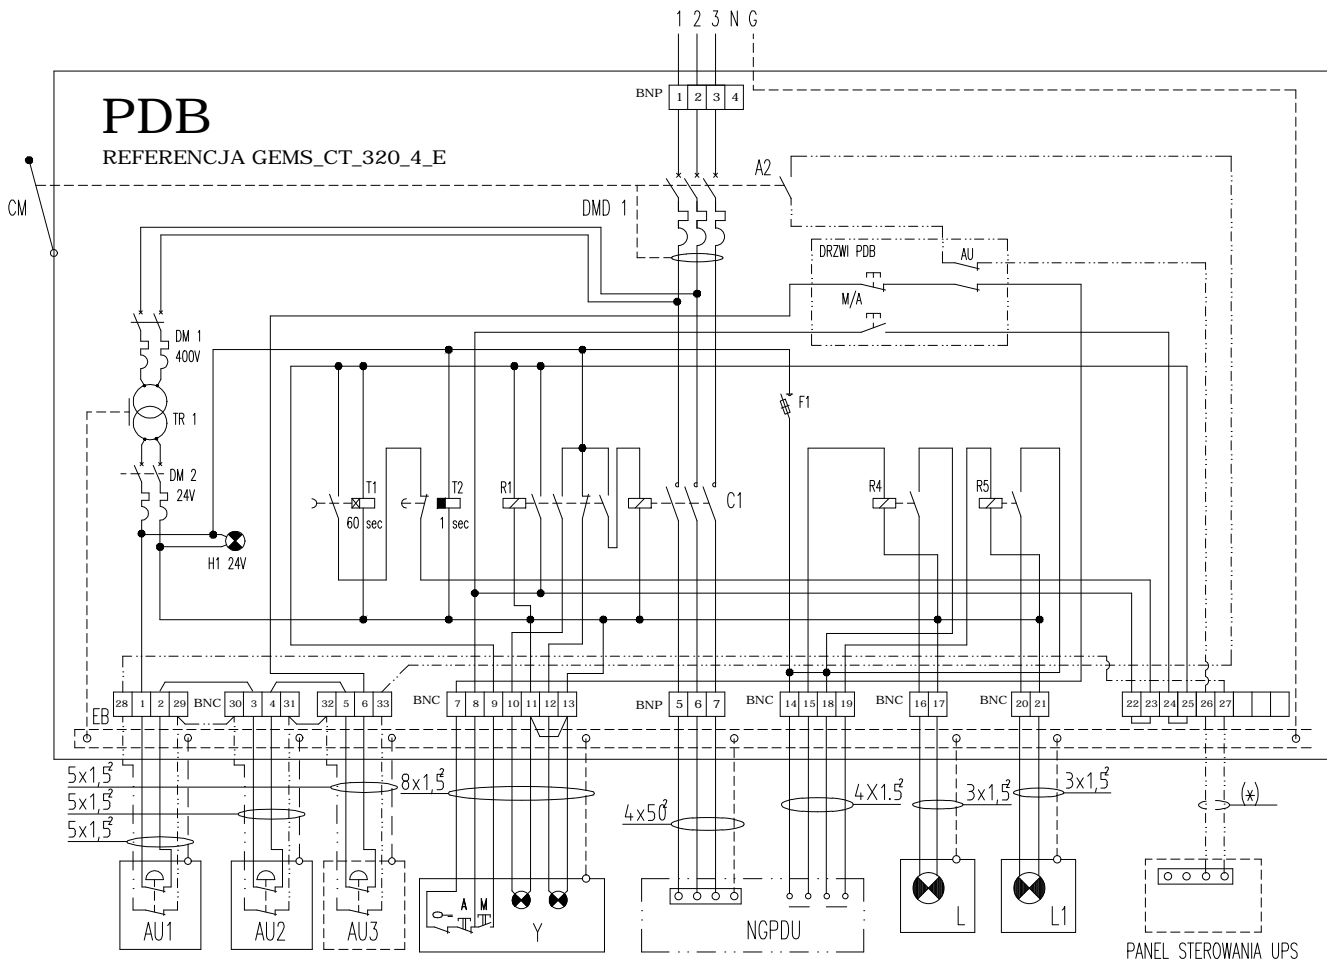 1 2 3 N G
BNP 1 2 3 4
PDB
REFERENCJA GEMS_CT_320_4_E
A2
CM
DMD 1
DRZWI PDB
AU
M/A
DM 1
400V
TR 1
F1
DM 2
24V
T1
60 sec
T2
1 sec
R1
C1
R4
R5
H1 24V
EB
28 1 2 29
BNC 30 3 4 31
32 5 6 33
BNC 7 8 9 10 11 12 13
BNP 5 6 7
BNC 14 15 18 19
BNC 16 17
BNC 20 21
22 23 24 25 26 27
5x1,5²
5x1,5²
5x1,5²
8x1,5²
4x50²
4X1.5²
3x1,5²
3x1,5²
(*)
A M
AU1
AU2
AU3
Y
NGPDU
L
L1
PANEL STEROWANIA UPS